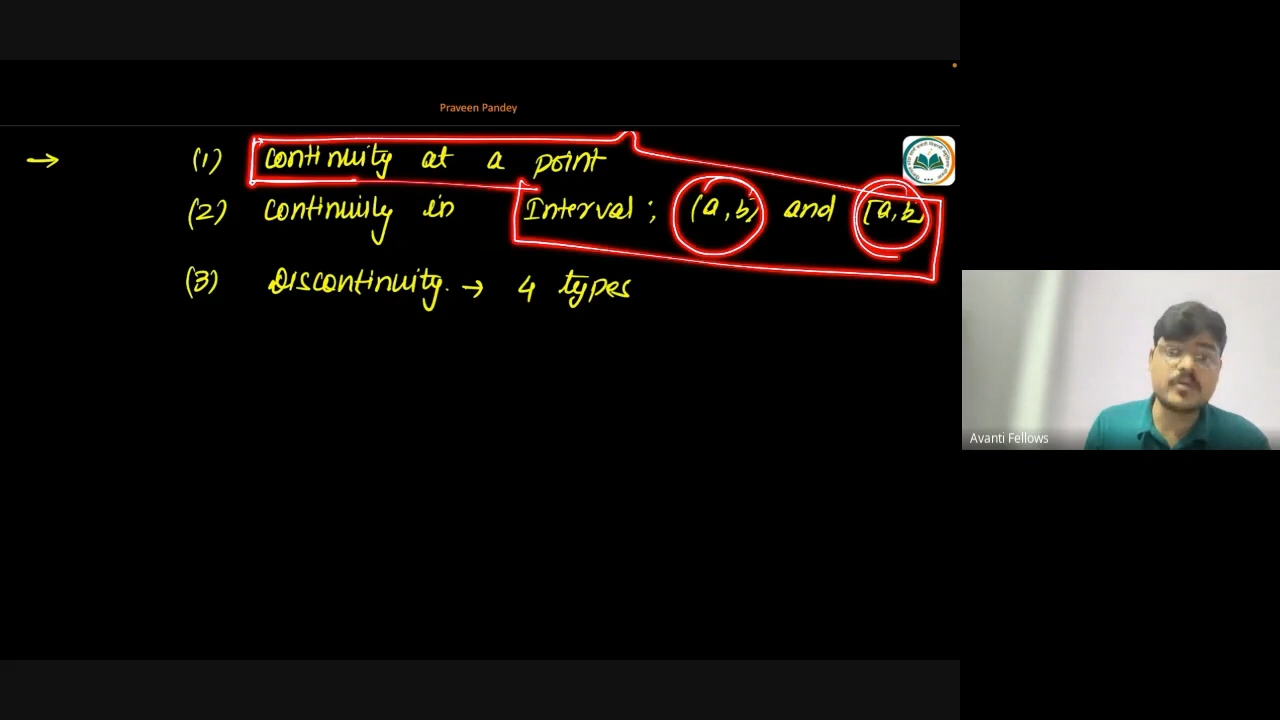 Praveen Pandey
→ (1) continuity at a point
(2) continuity in Interval ; (a, b) and [a, b]
(3) Discontinuity. → 4 types
Avanti Fellows